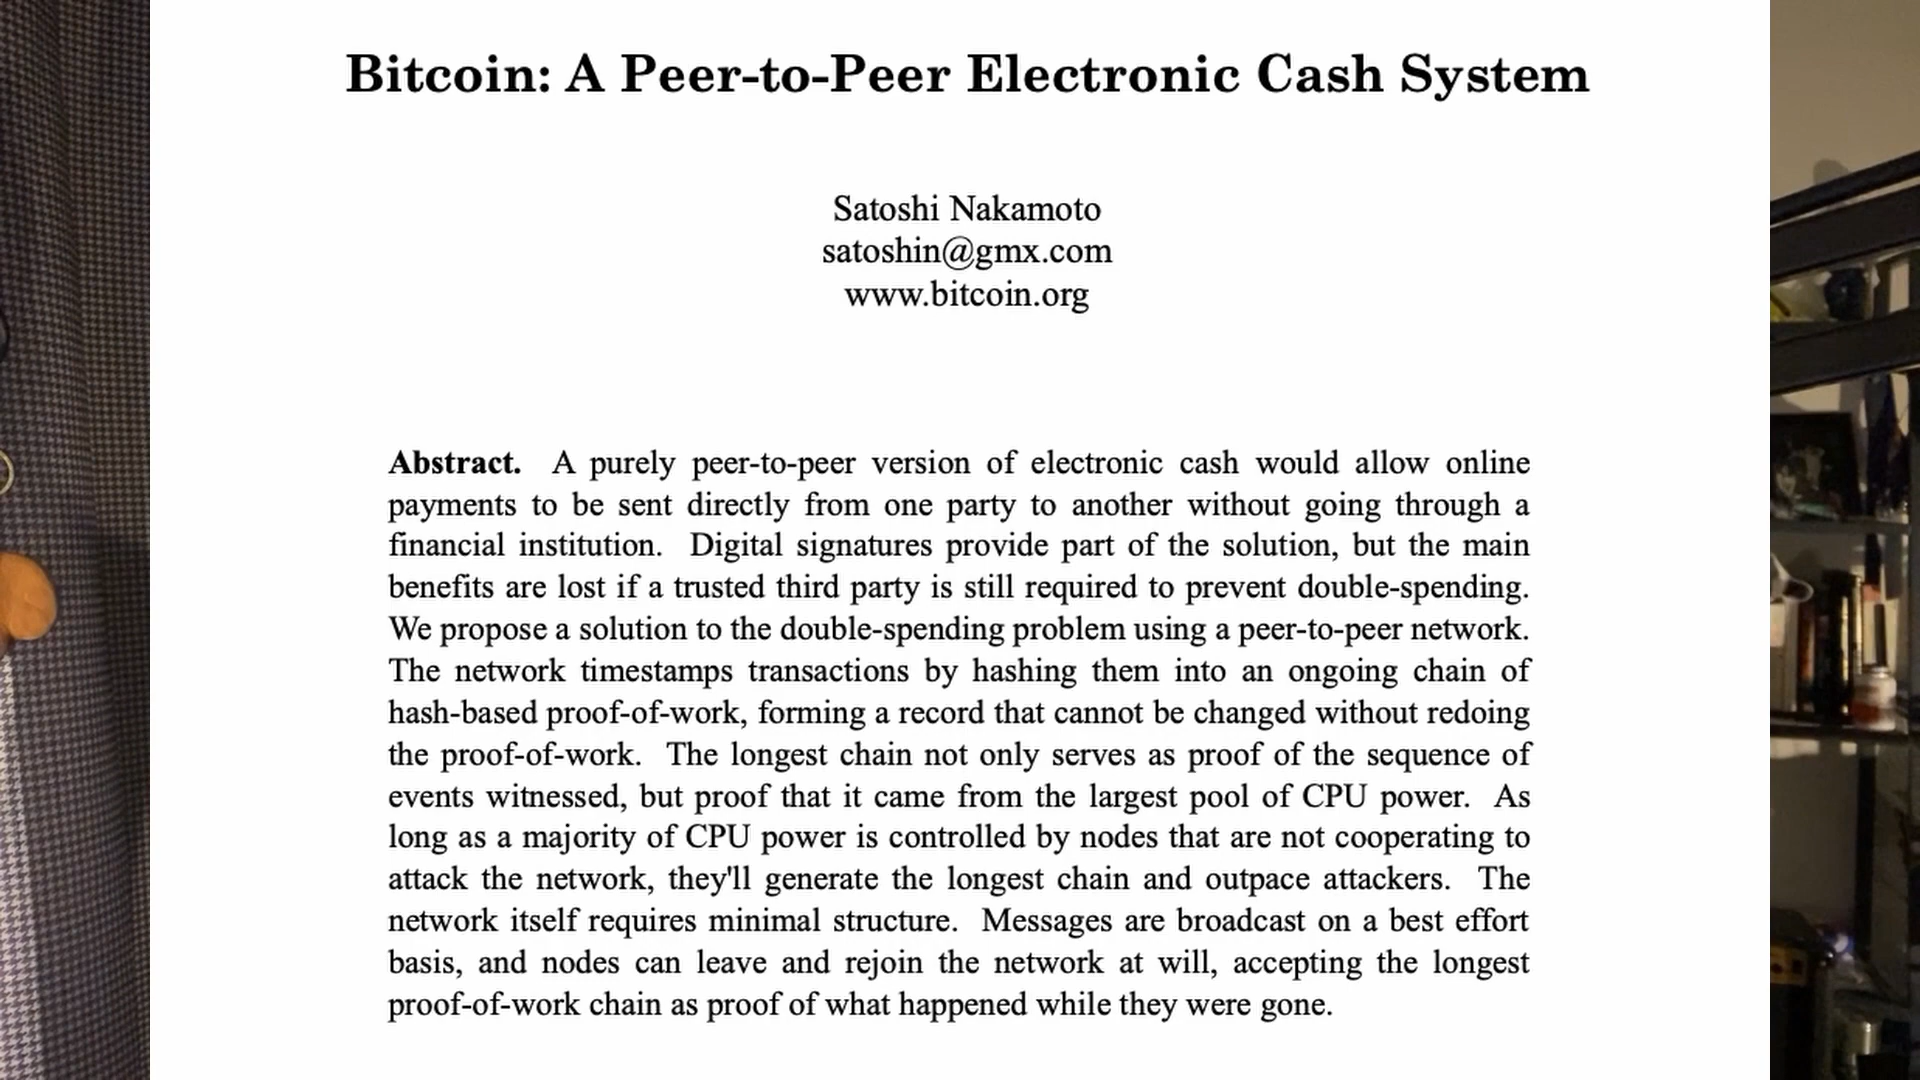 Bitcoin: A Peer-to-Peer Electronic Cash System
Satoshi Nakamoto
satoshin@gmx.com
www.bitcoin.org
Abstract. A purely peer-to-peer version of electronic cash would allow online
payments to be sent directly from one party to another without going through a
financial institution. Digital signatures provide part of the solution, but the main
benefits are lost if a trusted third party is still required to prevent double-spending.
We propose a solution to the double-spending problem using a peer-to-peer network.
The network timestamps transactions by hashing them into an ongoing chain of
hash-based proof-of-work, forming a record that cannot be changed without redoing
the proof-of-work. The longest chain not only serves as proof of the sequence of
events witnessed, but proof that it came from the largest pool of CPU power. As
long as a majority of CPU power is controlled by nodes that are not cooperating to
attack the network, they'll generate the longest chain and outpace attackers. The
network itself requires minimal structure. Messages are broadcast on a best effort
basis, and nodes can leave and rejoin the network at will, accepting the longest
proof-of-work chain as proof of what happened while they were gone.